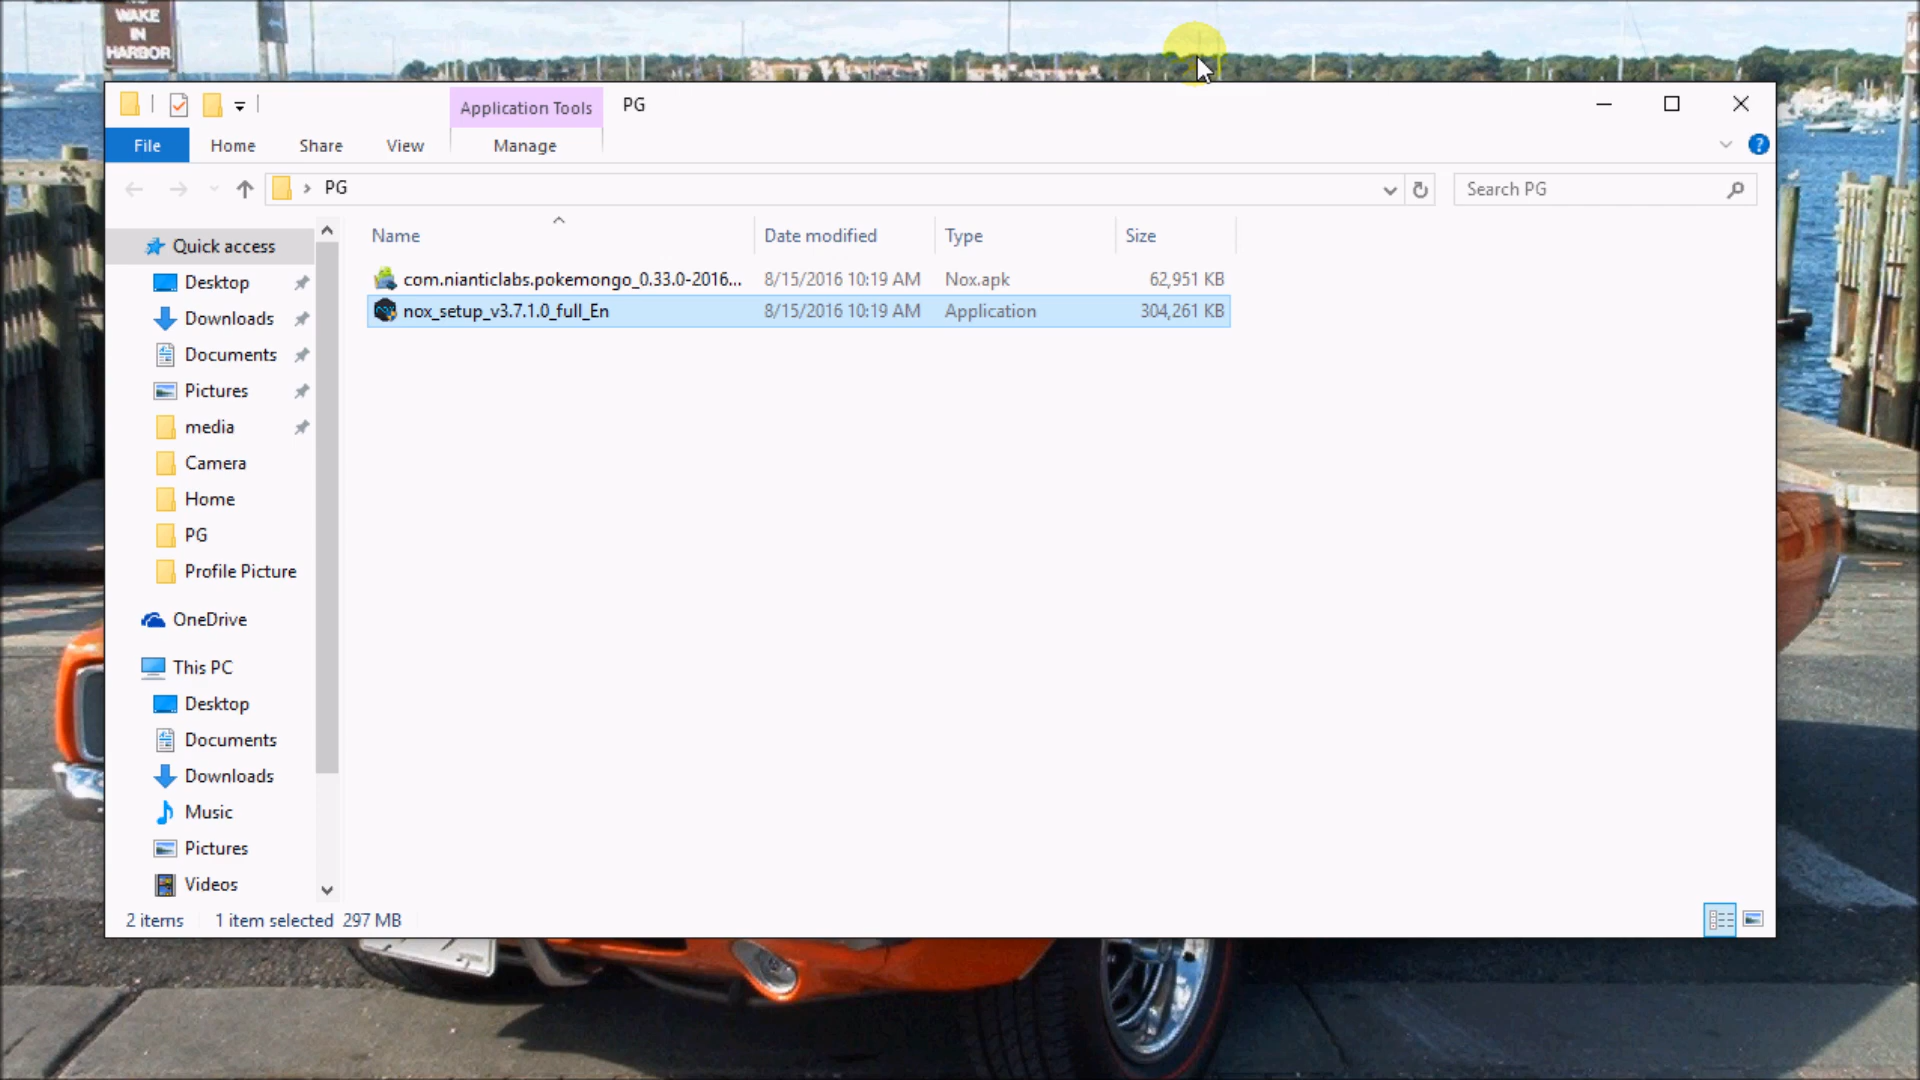 NO
WAKE
IN
HARBOR
Application Tools
PG
File
Home
Share
View
Manage
PG
Search PG
Name
Date modified
Type
Size
com.nianticlabs.pokemongo_0.33.0-2016... 8/15/2016 10:19 AM Nox.apk 62,951 KB
nox_setup_v3.7.1.0_full_En 8/15/2016 10:19 AM Application 304,261 KB
Quick access
Desktop
Downloads
Documents
Pictures
media
Camera
Home
PG
Profile Picture
OneDrive
This PC
Desktop
Documents
Downloads
Music
Pictures
Videos
2 items 1 item selected 297 MB